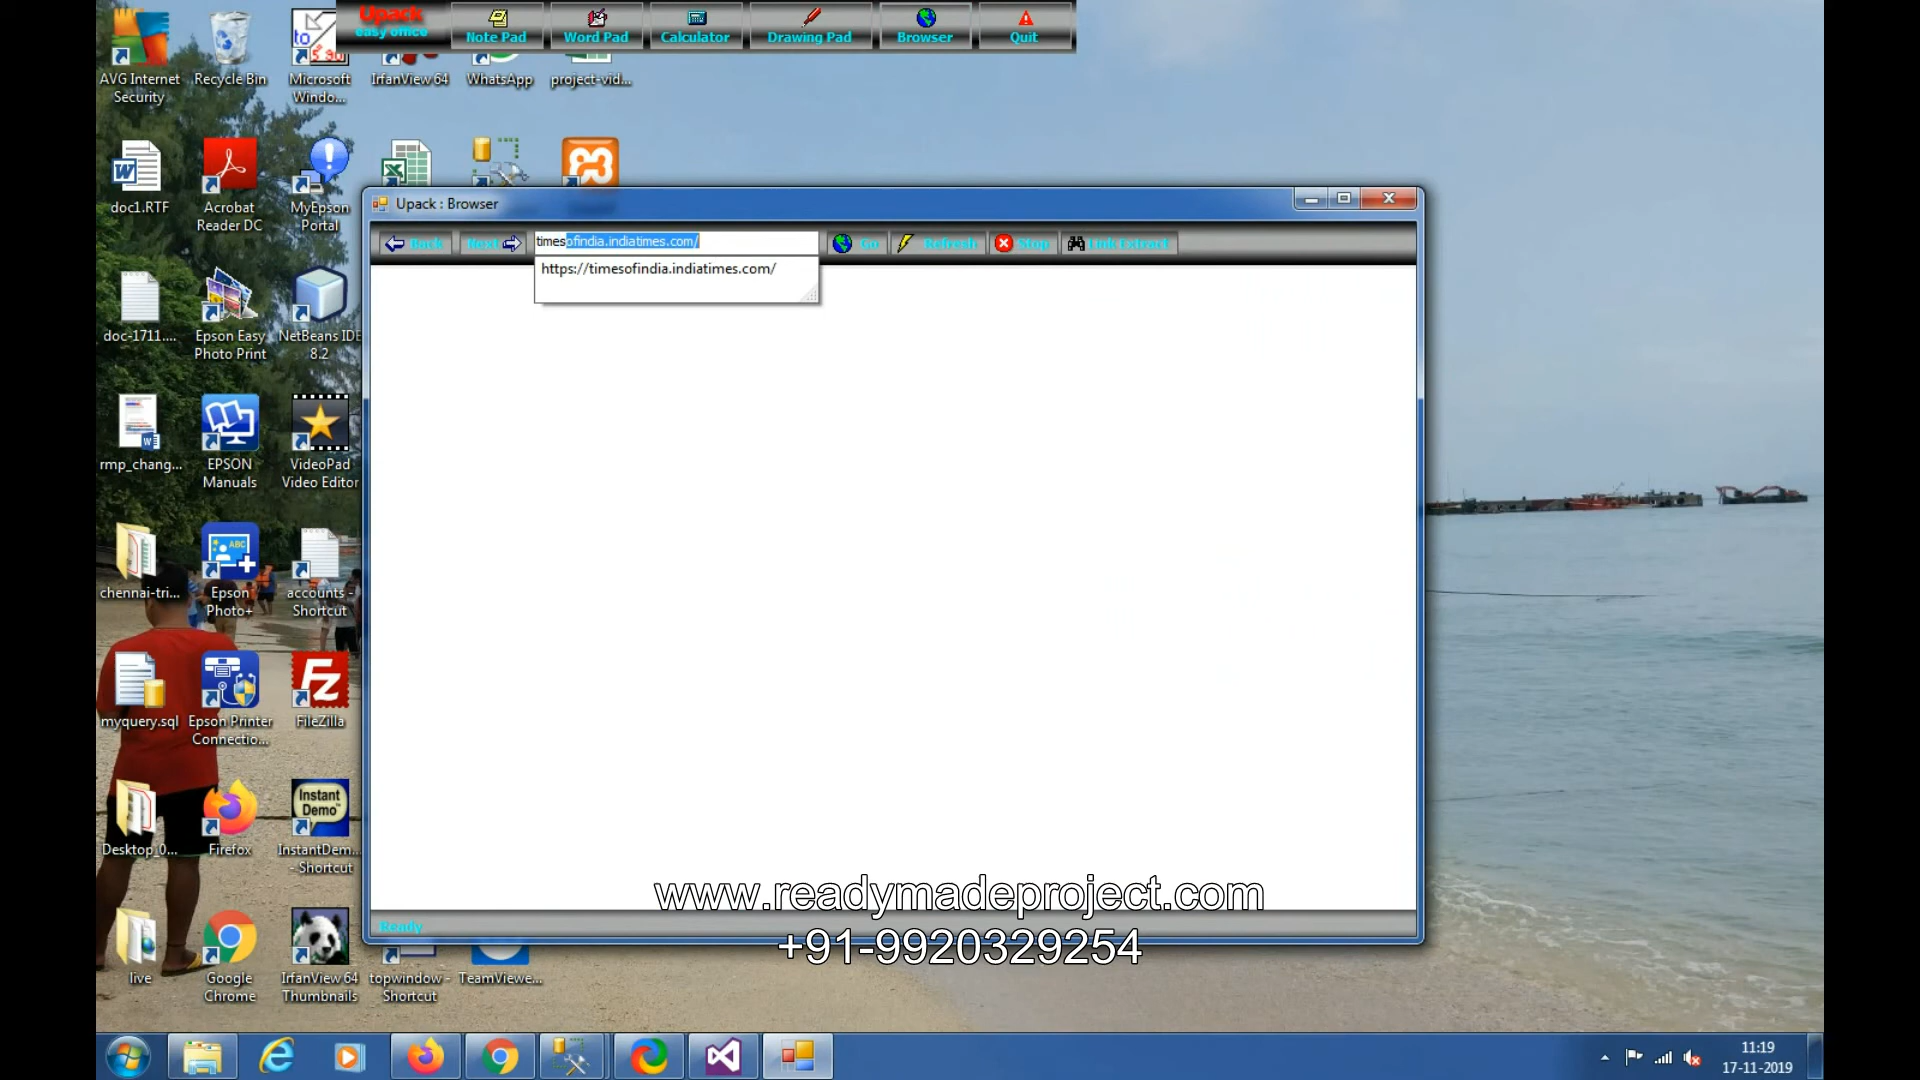 Upack
easy office
Note Pad
Word Pad
Calculator
Drawing Pad
Browser
Quit
AVG Internet
Security
Recycle Bin
Microsoft
Windo...
IrfanView 64
WhatsApp
project-vid...
doc1.RTF
Acrobat
Reader DC
MyEpson
Portal
Upack : Browser
Back
Next
timesofindia.indiatimes.com/
Go
Refresh
Stop
Link Extract
https://timesofindia.indiatimes.com/
doc-1711....
Epson Easy
Photo Print
NetBeans IDE
8.2
rmp_chang...
EPSON
Manuals
VideoPad
Video Editor
chennai-tri...
Epson
Photo+
accounts -
Shortcut
myquery.sql
Epson Printer
Connectio...
FileZilla
Desktop_0...
Firefox
Instant
Demo
InstantDem...
- Shortcut
live
Google
Chrome
IrfanView 64
Thumbnails
topwindow -
Shortcut
TeamViewe...
Ready
www.readymadeproject.com
+91-9920329254
11:19
17-11-2019